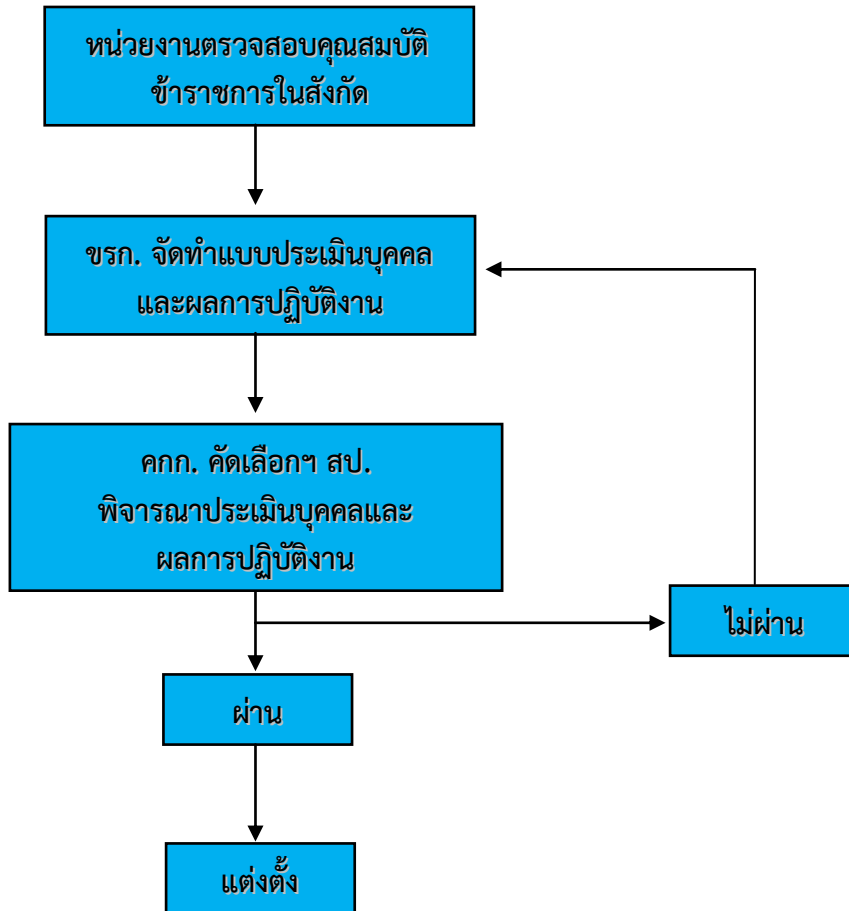 หน่วยงานตรวจสอบคุณสมบัติ
ข้าราชการในสังกัด
ขรก. จัดทำแบบประเมินบุคคล
และผลการปฏิบัติงาน
คกก. คัดเลือกฯ สป.
พิจารณาประเมินบุคคลและ
ผลการปฏิบัติงาน
ไม่ผ่าน
ผ่าน
แต่งตั้ง